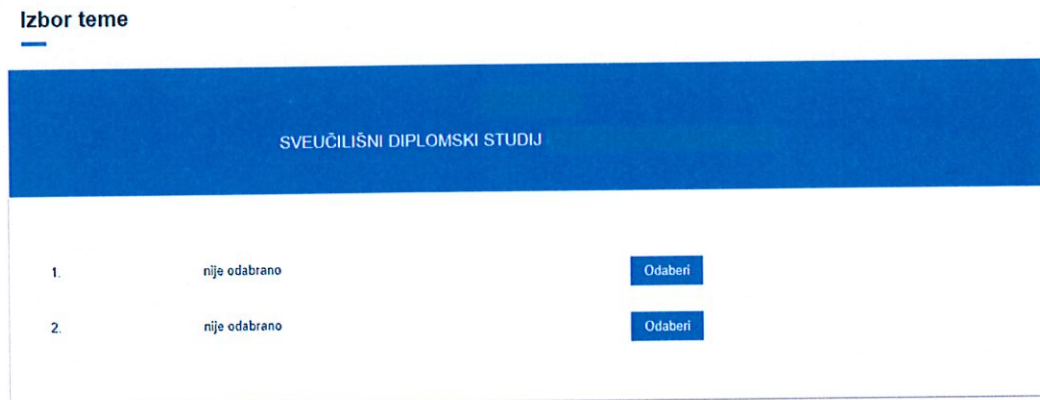 Izbor teme
SVEUČILIŠNI DIPLOMSKI STUDIJ
1. nije odabrano Odaberi
2. nije odabrano Odaberi